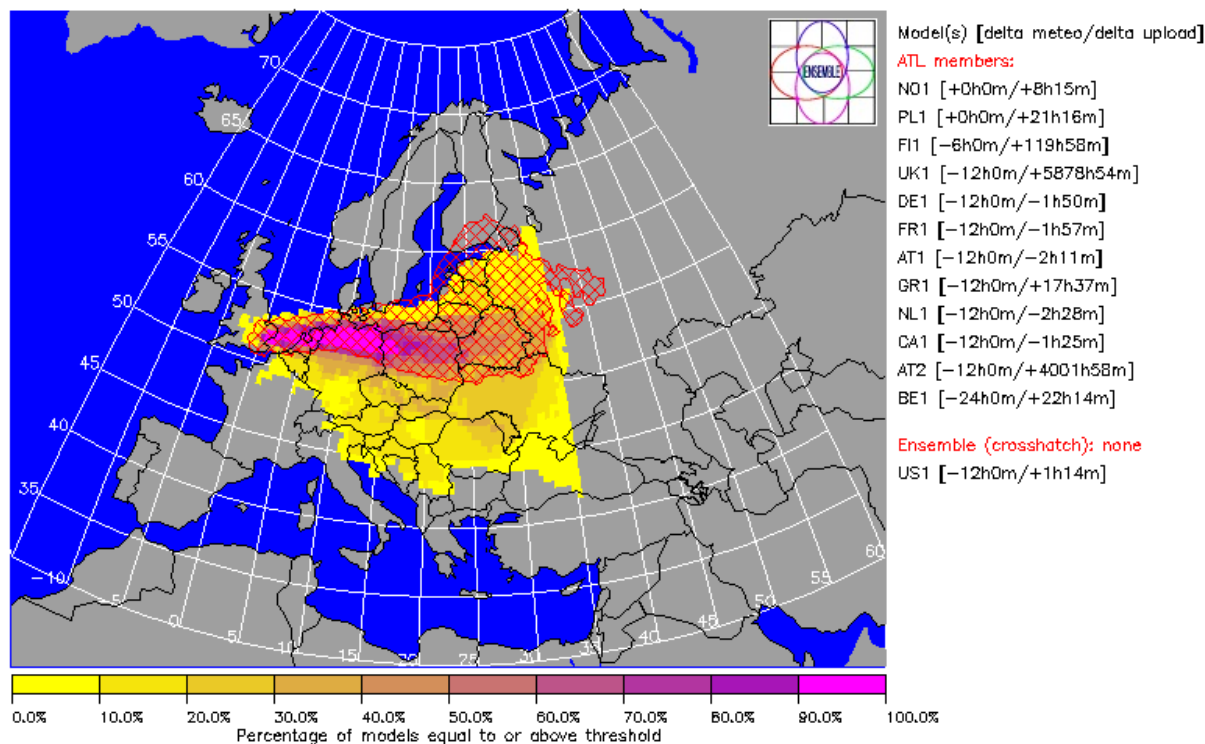 Model(s) [delta meteo/delta upload]
ATL members:
NO1 [+0h0m/+8h15m]
PL1 [+0h0m/+21h16m]
FI1 [-6h0m/+119h58m]
UK1 [-12h0m/+5878h54m]
DE1 [-12h0m/-1h50m]
FR1 [-12h0m/-1h57m]
AT1 [-12h0m/-2h11m]
GR1 [-12h0m/+17h37m]
NL1 [-12h0m/-2h28m]
CA1 [-12h0m/-1h25m]
AT2 [-12h0m/+4001h58m]
BE1 [-24h0m/+22h14m]
Ensemble (crosshatch): none
US1 [-12h0m/+1h14m]
ENSEMBLE
70
65
60
55
50
45
40
35
-10
-5
0
5
10
15
20
25
30
35
40
45
50
55
60
0.0% 10.0% 20.0% 30.0% 40.0% 50.0% 60.0% 70.0% 80.0% 90.0% 100.0%
Percentage of models equal to or above threshold